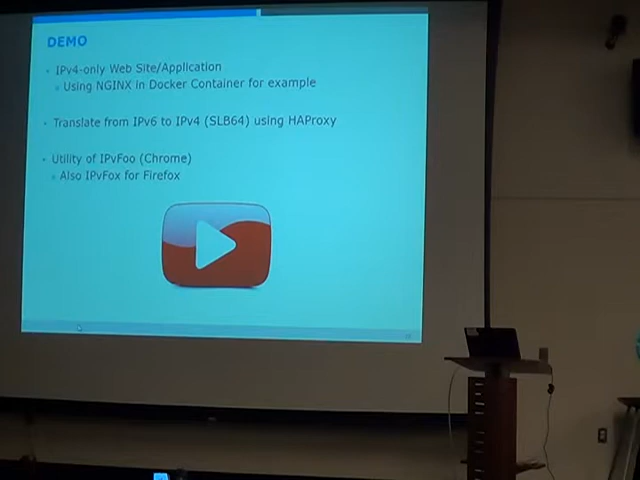 DEMO
IPv4-only Web Site/Application
Using NGINX in Docker Container for example
Translate from IPv6 to IPv4 (SLB64) using HAProxy
Utility of IPvFoo (Chrome)
Also IPvFox for Firefox